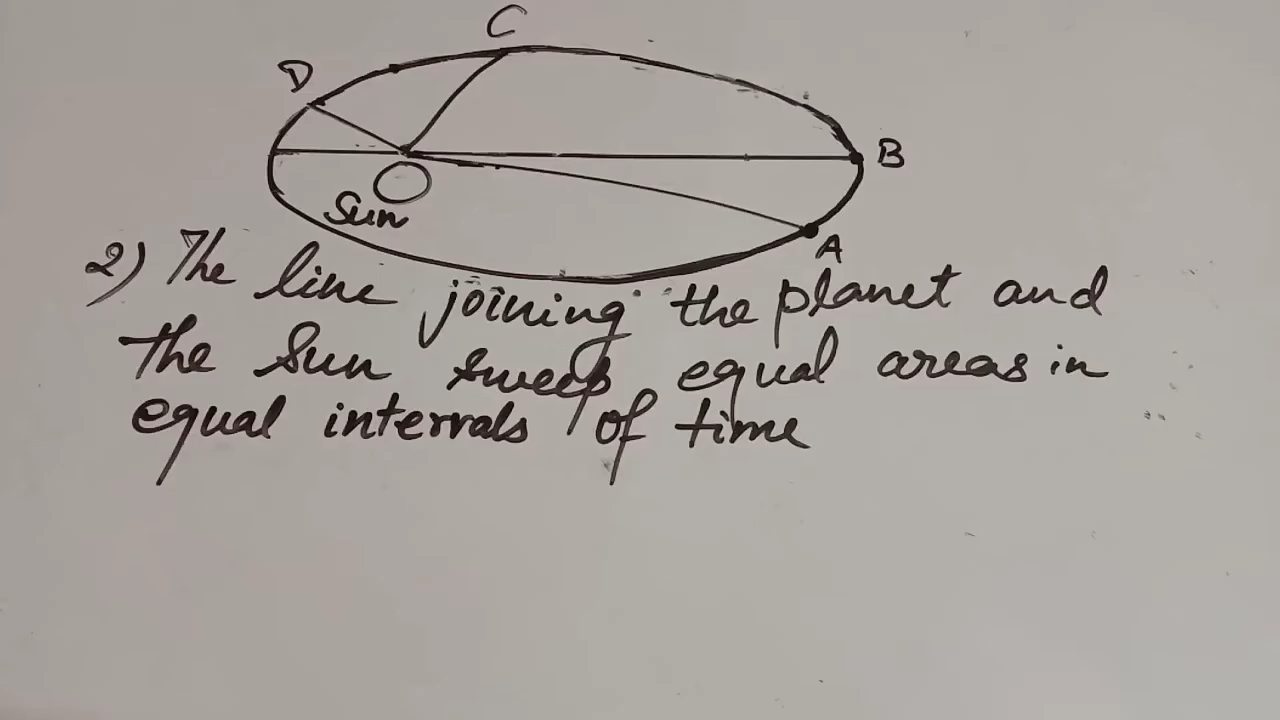 C
D
B
Sun
A
2) The line joining the planet and
the Sun sweep equal areas in
equal intervals of time